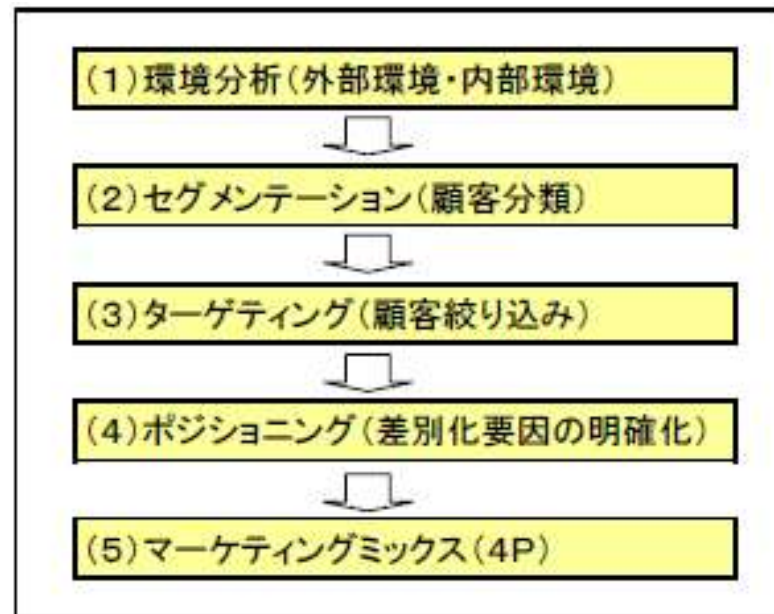 (1)環境分析(外部環境・内部環境)
(2)セグメンテーション(顧客分類)
(3)ターゲティング(顧客絞り込み)
(4)ポジショニング(差別化要因の明確化)
(5)マーケティングミックス(4P)